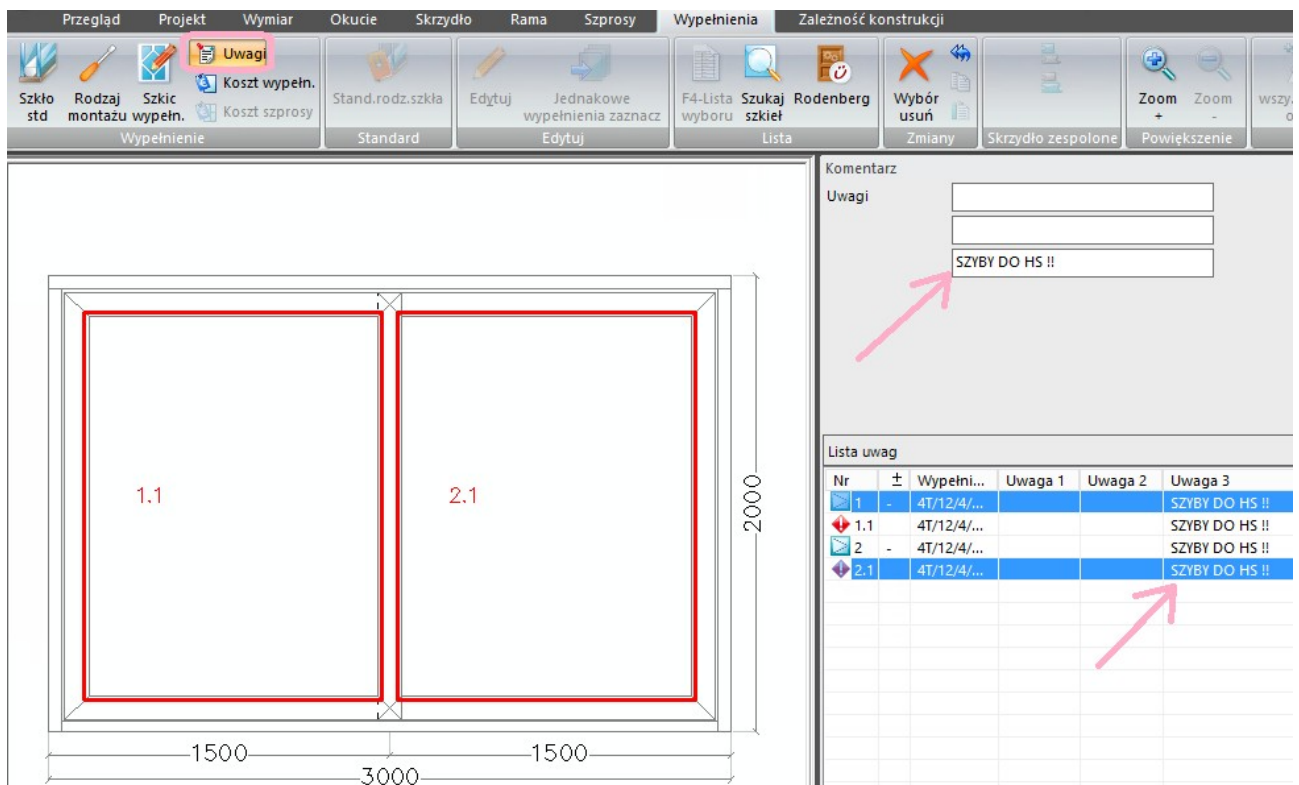 Przegląd Projekt Wymiar Okucie Skrzydło Rama Szprosy Wypełnienia Zależność konstrukcji
Uwagi
Koszt wypełn.
Koszt szprosy
Szkło std
Rodzaj montażu
Szkic wypełn.
Wypełnienie
Stand.rodz.szkła
Standard
Edytuj
Jednakowe wypełnienia zaznacz
Edytuj
F4-Lista wyboru
Szukaj szkieł
Rodenberg
Lista
Wybór usuń
Zmiany
Skrzydło zespolone
Zoom +
Zoom -
Powiększenie
Komentarz
Uwagi
SZYBY DO HS !!
1.1
2.1
2000
1500
1500
3000
Lista uwag
Nr ± Wypełni... Uwaga 1 Uwaga 2 Uwaga 3
1 - 4T/12/4/... SZYBY DO HS !!
1.1 4T/12/4/... SZYBY DO HS !!
2 - 4T/12/4/... SZYBY DO HS !!
2.1 4T/12/4/... SZYBY DO HS !!